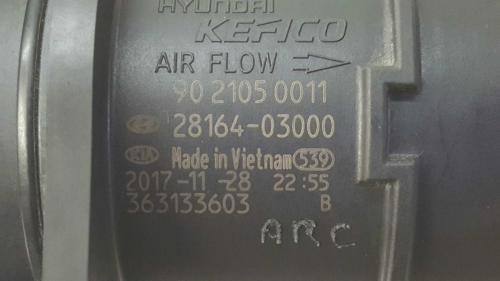 HYUNDAI
KEFICO
AIR FLOW
90 2105 0011
28164-03000
KIA Made in Vietnam 539
2017-11-28 22:55
363133603 B
ARC